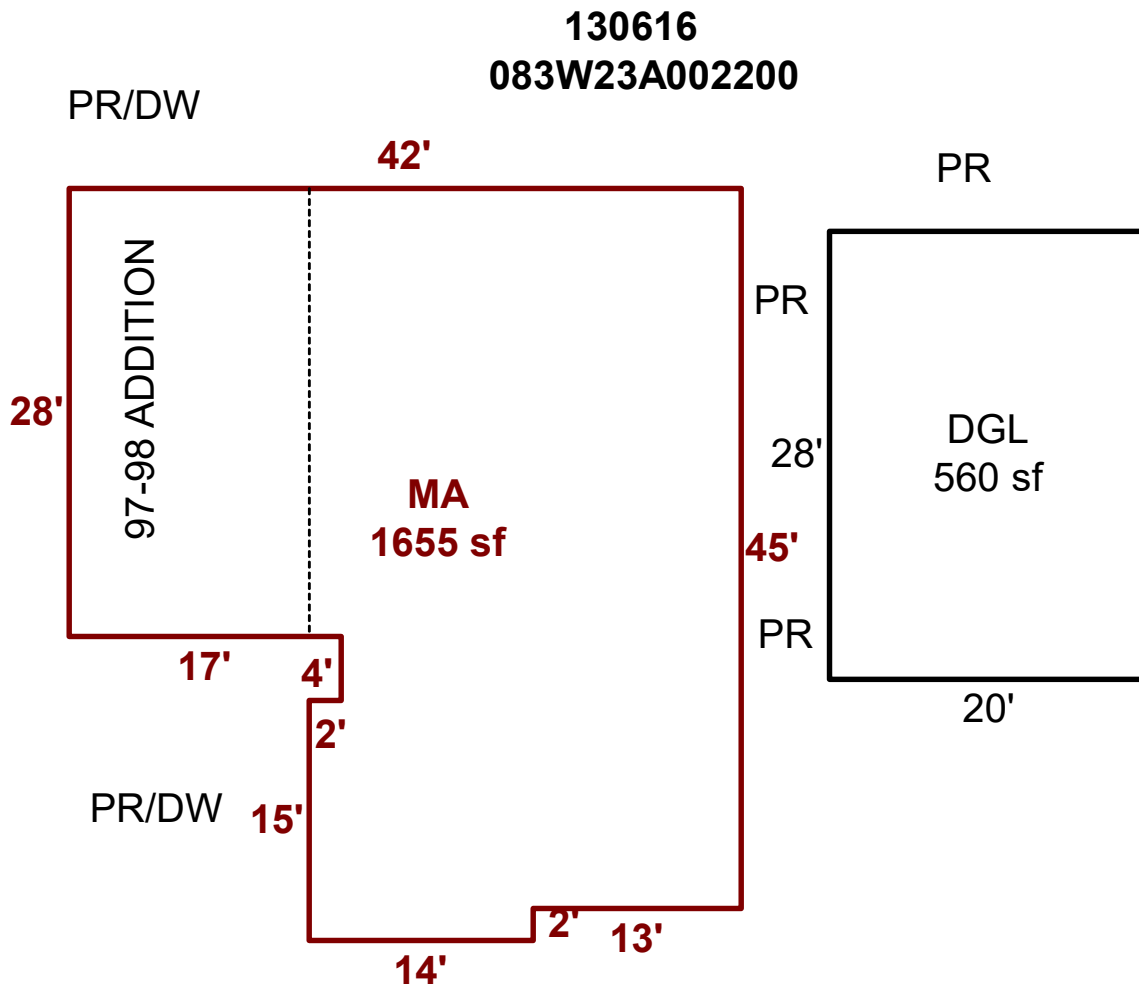 130616
083W23A002200
PR/DW
42'
PR
97-98 ADDITION
PR
28'
28'
DGL
560 sf
MA
1655 sf
45'
PR
17'
4'
2'
20'
PR/DW
15'
2'
13'
14'